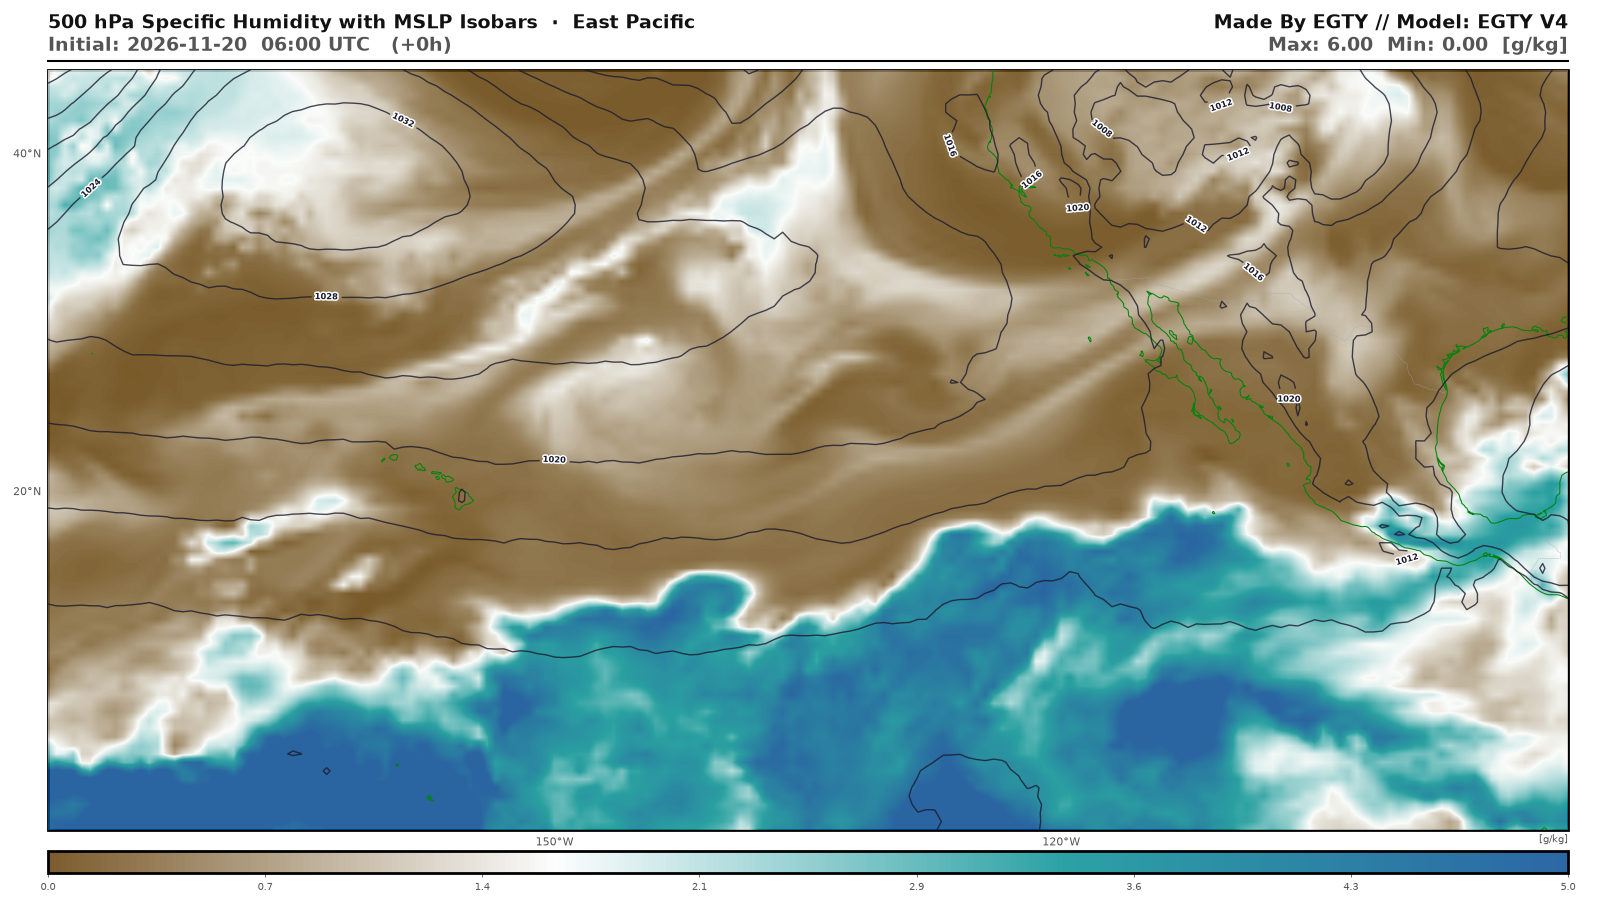 500 hPa Specific Humidity with MSLP Isobars · East Pacific
Made By EGTY // Model: EGTY V4
Initial: 2026-11-20 06:00 UTC (+0h)
Max: 6.00 Min: 0.00 [g/kg]
1032
1012
1008
1008
1016
1012
40°N
1016
1024
1020
1012
1016
1028
1020
1020
20°N
1012
150°W
120°W
[g/kg]
0.0
0.7
1.4
2.1
2.9
3.6
4.3
5.0